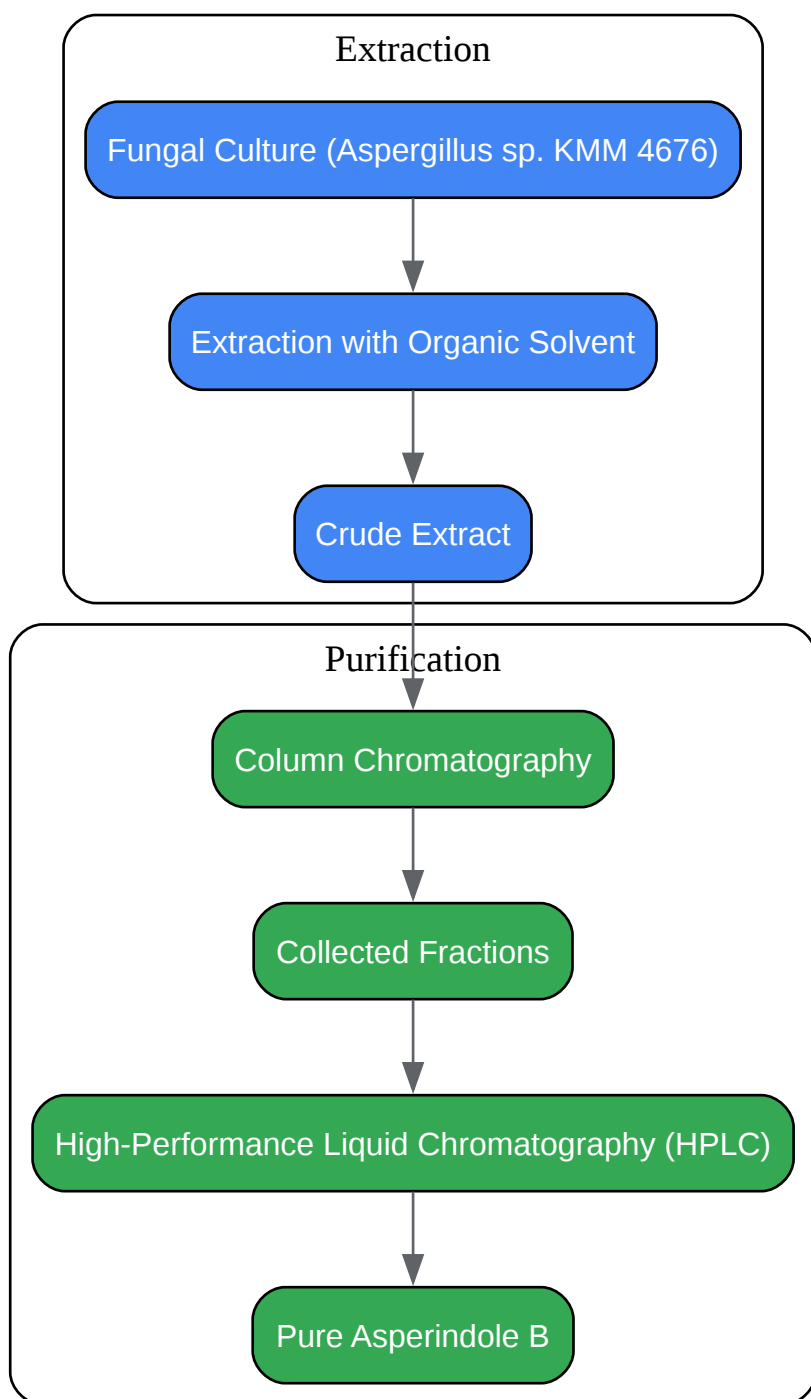 Extraction
Fungal Culture (Aspergillus sp. KMM 4676)
Extraction with Organic Solvent
Crude Extract
Purification
Column Chromatography
Collected Fractions
High-Performance Liquid Chromatography (HPLC)
Pure Asperindole B